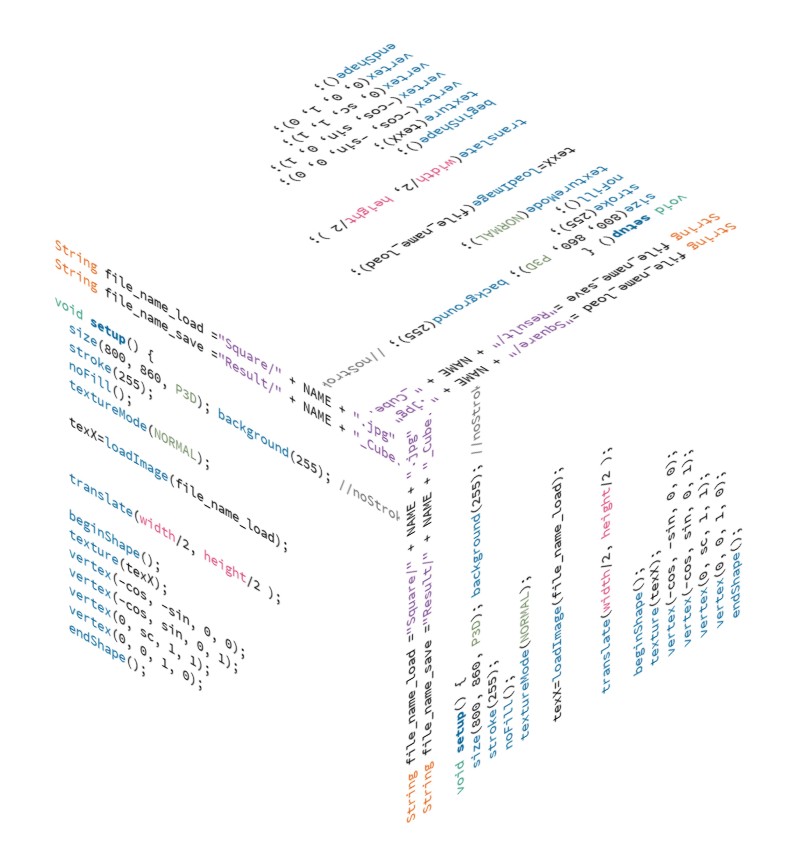 String file_name_load ="Square/" + NAME + ".jpg"
String file_name_save ="Result/" + NAME + "_Cube.
void setup() {
size(800, 860, P3D); background(255); //noStrok
stroke(255);
noFill();
textureMode(NORMAL);
texX=loadImage(file_name_load);
translate(width/2, height/2 );
beginShape();
texture(texX);
vertex(-cos, -sin, 0, 0);
vertex(-cos, sin, 0, 1);
vertex(0, sc, 1, 1);
vertex(0, 0, 1, 0);
endShape();
String file_name_load ="Square/" + NAME + ".jpg"
String file_name_save ="Result/" + NAME + "_Cube.
void setup() {
size(800, 860, P3D); background(255); //noStrok
stroke(255);
noFill();
textureMode(NORMAL);
texX=loadImage(file_name_load);
translate(width/2, height/2 );
beginShape();
texture(texX);
vertex(-cos, -sin, 0, 0);
vertex(-cos, sin, 0, 1);
vertex(0, sc, 1, 1);
vertex(0, 0, 1, 0);
endShape();
String file_name_load ="Square/" + NAME + ".jpg"
String file_name_save ="Result/" + NAME + "_Cube.
void setup() {
size(800, 860, P3D); background(255); //noStrok
stroke(255);
noFill();
textureMode(NORMAL);
texX=loadImage(file_name_load);
translate(width/2, height/2 );
beginShape();
texture(texX);
vertex(-cos, -sin, 0, 0);
vertex(-cos, sin, 0, 1);
vertex(0, sc, 1, 1);
vertex(0, 0, 1, 0);
endShape();